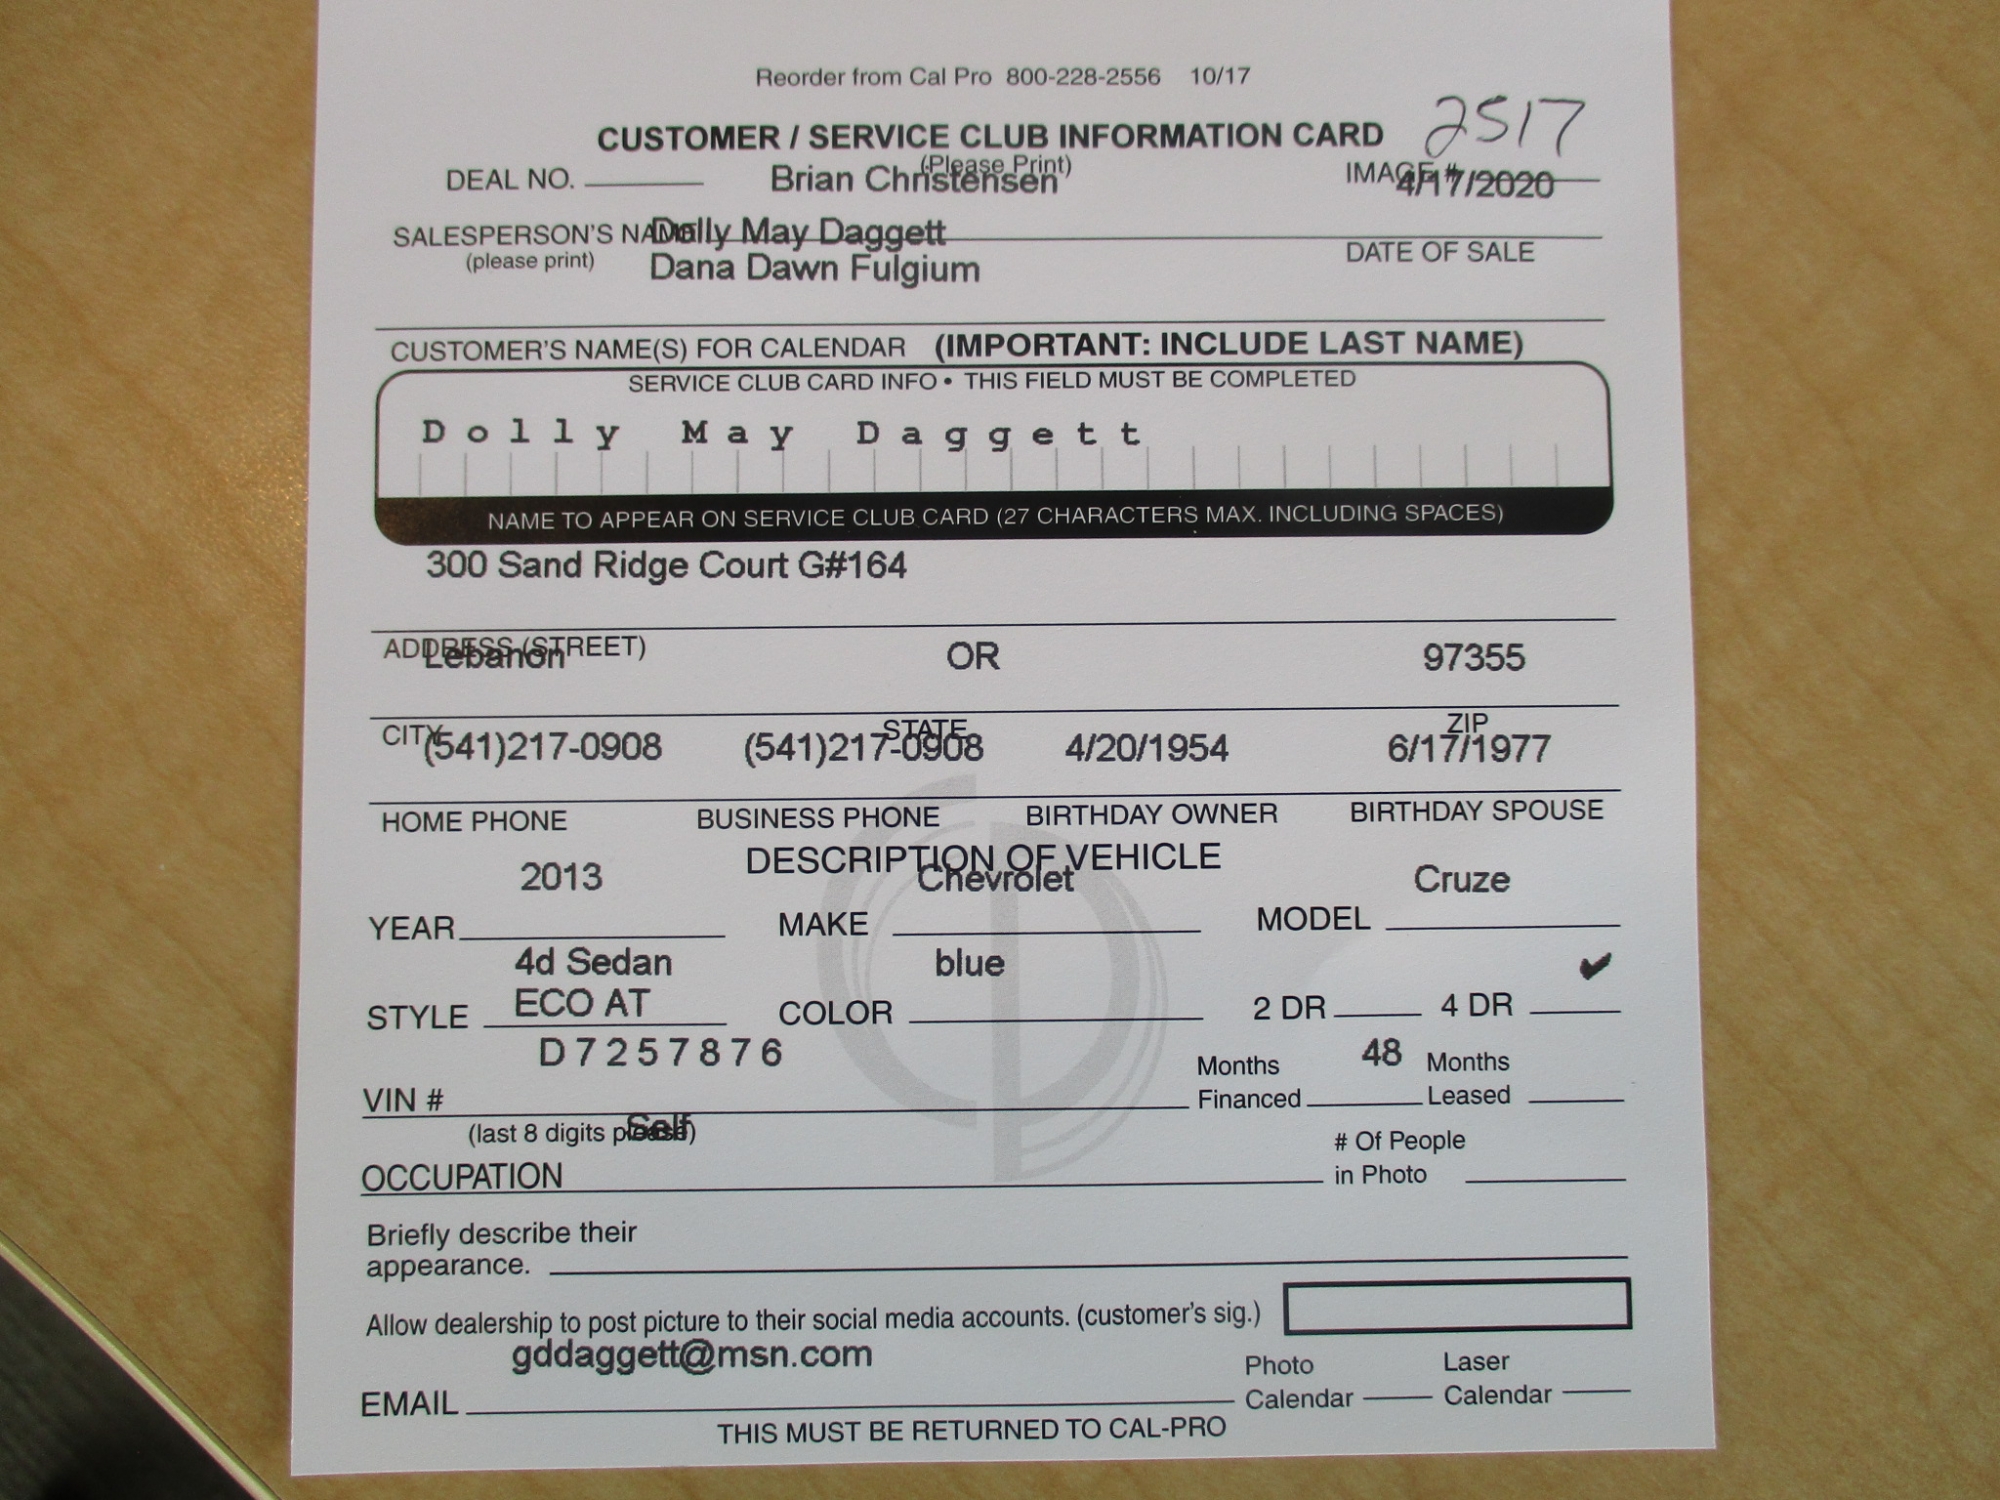 Reorder from Cal Pro 800-228-2556 10/17
CUSTOMER / SERVICE CLUB INFORMATION CARD 2517
(Please Print)
DEAL NO. Brian Christensen IMAGE # 4/17/2020
SALESPERSON'S NAME Dolly May Daggett
(please print) Dana Dawn Fulgium DATE OF SALE
CUSTOMER'S NAME(S) FOR CALENDAR (IMPORTANT: INCLUDE LAST NAME)
SERVICE CLUB CARD INFO • THIS FIELD MUST BE COMPLETED
Dolly May Daggett
NAME TO APPEAR ON SERVICE CLUB CARD (27 CHARACTERS MAX. INCLUDING SPACES)
300 Sand Ridge Court G#164
ADDRESS (STREET)
Lebanon OR 97355
CITY STATE ZIP
(541)217-0908 (541)217-0908 4/20/1954 6/17/1977
HOME PHONE BUSINESS PHONE BIRTHDAY OWNER BIRTHDAY SPOUSE
DESCRIPTION OF VEHICLE
2013 Chevrolet Cruze
YEAR MAKE MODEL
4d Sedan blue ✔
STYLE ECO AT COLOR 2 DR 4 DR
D7257876 Months 48 Months
VIN # Financed Leased
(last 8 digits please) Self
# Of People
OCCUPATION in Photo
Briefly describe their
appearance.
Allow dealership to post picture to their social media accounts. (customer's sig.)
gddaggett@msn.com Photo Laser
EMAIL Calendar Calendar
THIS MUST BE RETURNED TO CAL-PRO